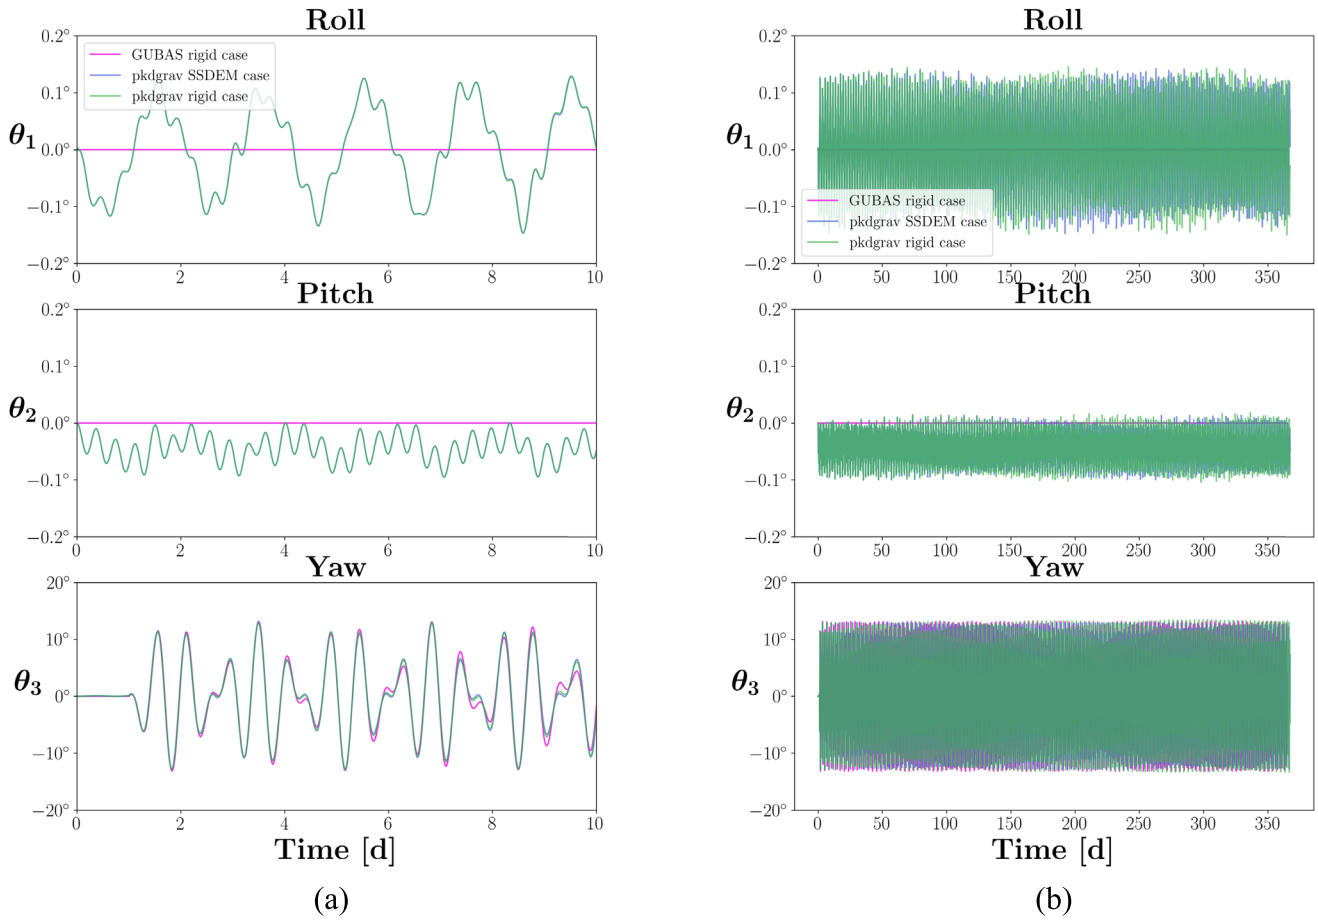 Roll
0.2°
0.1°
θ1
0.0°
−0.1°
−0.2°
GUBAS rigid case
pkdgrav SSDEM case
pkdgrav rigid case
0 2 4 6 8 10
Pitch
0.2°
0.1°
θ2
0.0°
−0.1°
−0.2°
0 2 4 6 8 10
Yaw
20°
10°
θ3
0°
−10°
−20°
0 2 4 6 8 10
Time [d]
(a)
Roll
0.2°
0.1°
θ1
0.0°
−0.1°
−0.2°
GUBAS rigid case
pkdgrav SSDEM case
pkdgrav rigid case
0 50 100 150 200 250 300 350
Pitch
0.2°
0.1°
θ2
0.0°
−0.1°
−0.2°
0 50 100 150 200 250 300 350
Yaw
20°
10°
θ3
0°
−10°
−20°
0 50 100 150 200 250 300 350
Time [d]
(b)